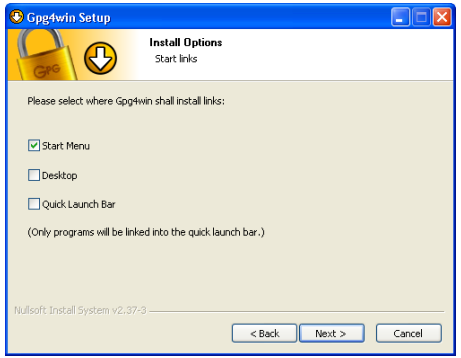 Gpg4win Setup
Install Options
Start links
GPG
Please select where Gpg4win shall install links:
Start Menu
Desktop
Quick Launch Bar
(Only programs will be linked into the quick launch bar.)
Nullsoft Install System v2.37-3
< Back Next > Cancel